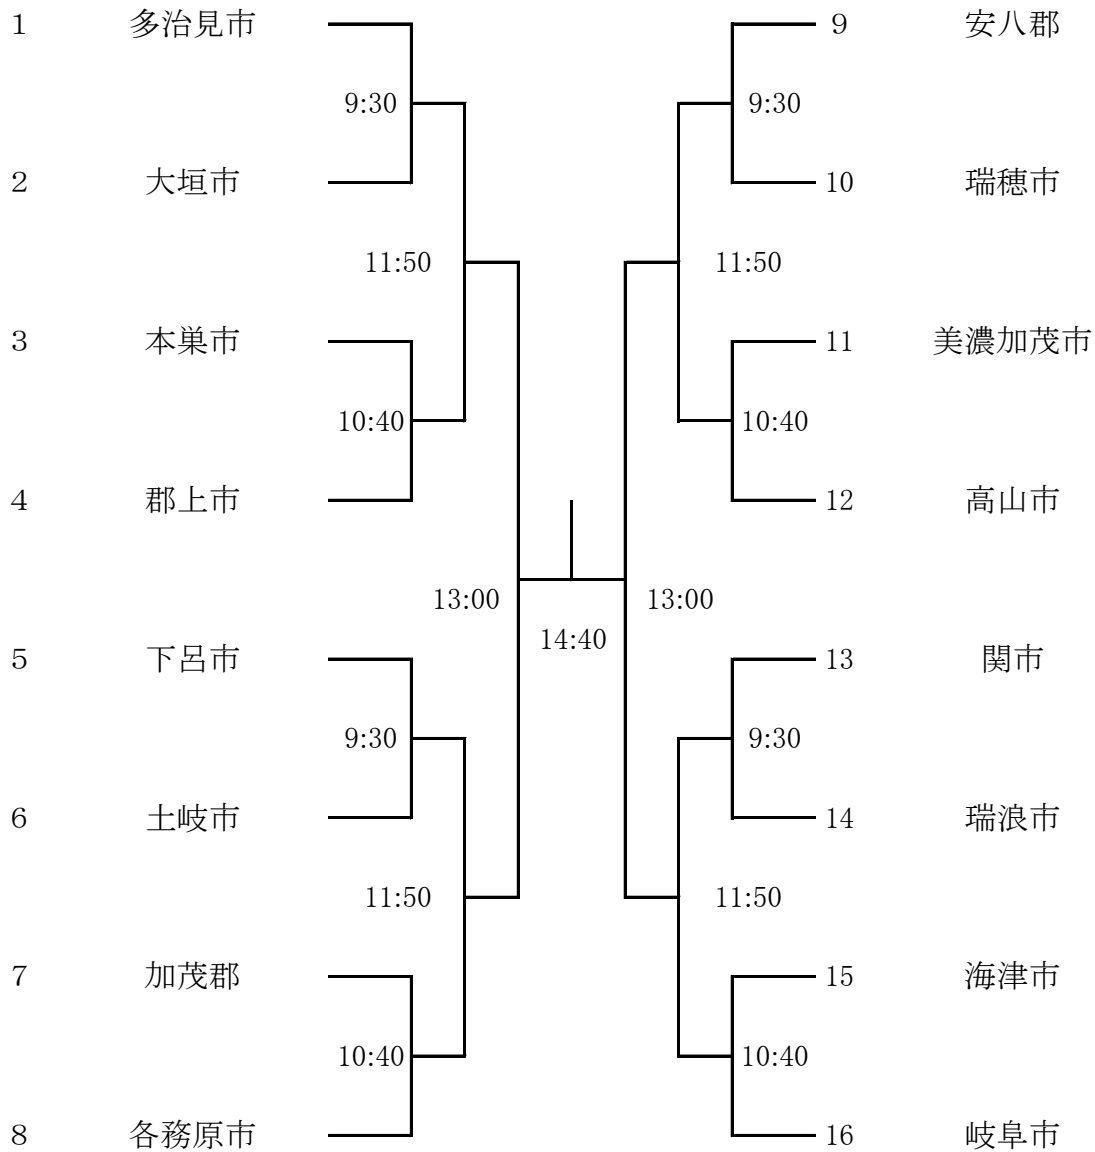 1 多治見市 9 安八郡
9:30 9:30
2 大垣市 10 瑞穂市
11:50 11:50
3 本巣市 11 美濃加茂市
10:40 10:40
4 郡上市 12 高山市
13:00 13:00
14:40
5 下呂市 13 関市
9:30 9:30
6 土岐市 14 瑞浪市
11:50 11:50
7 加茂郡 15 海津市
10:40 10:40
8 各務原市 16 岐阜市